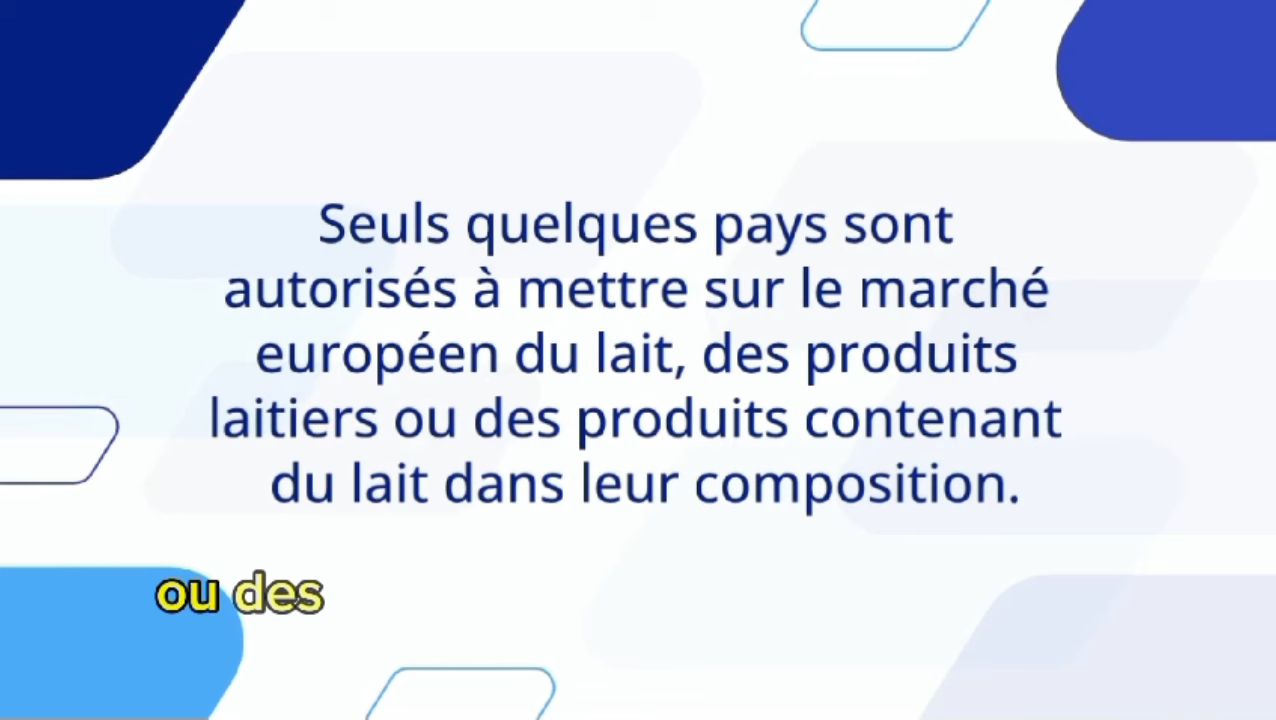 Seuls quelques pays sont
autorisés à mettre sur le marché
européen du lait, des produits
laitiers ou des produits contenant
du lait dans leur composition.
ou des